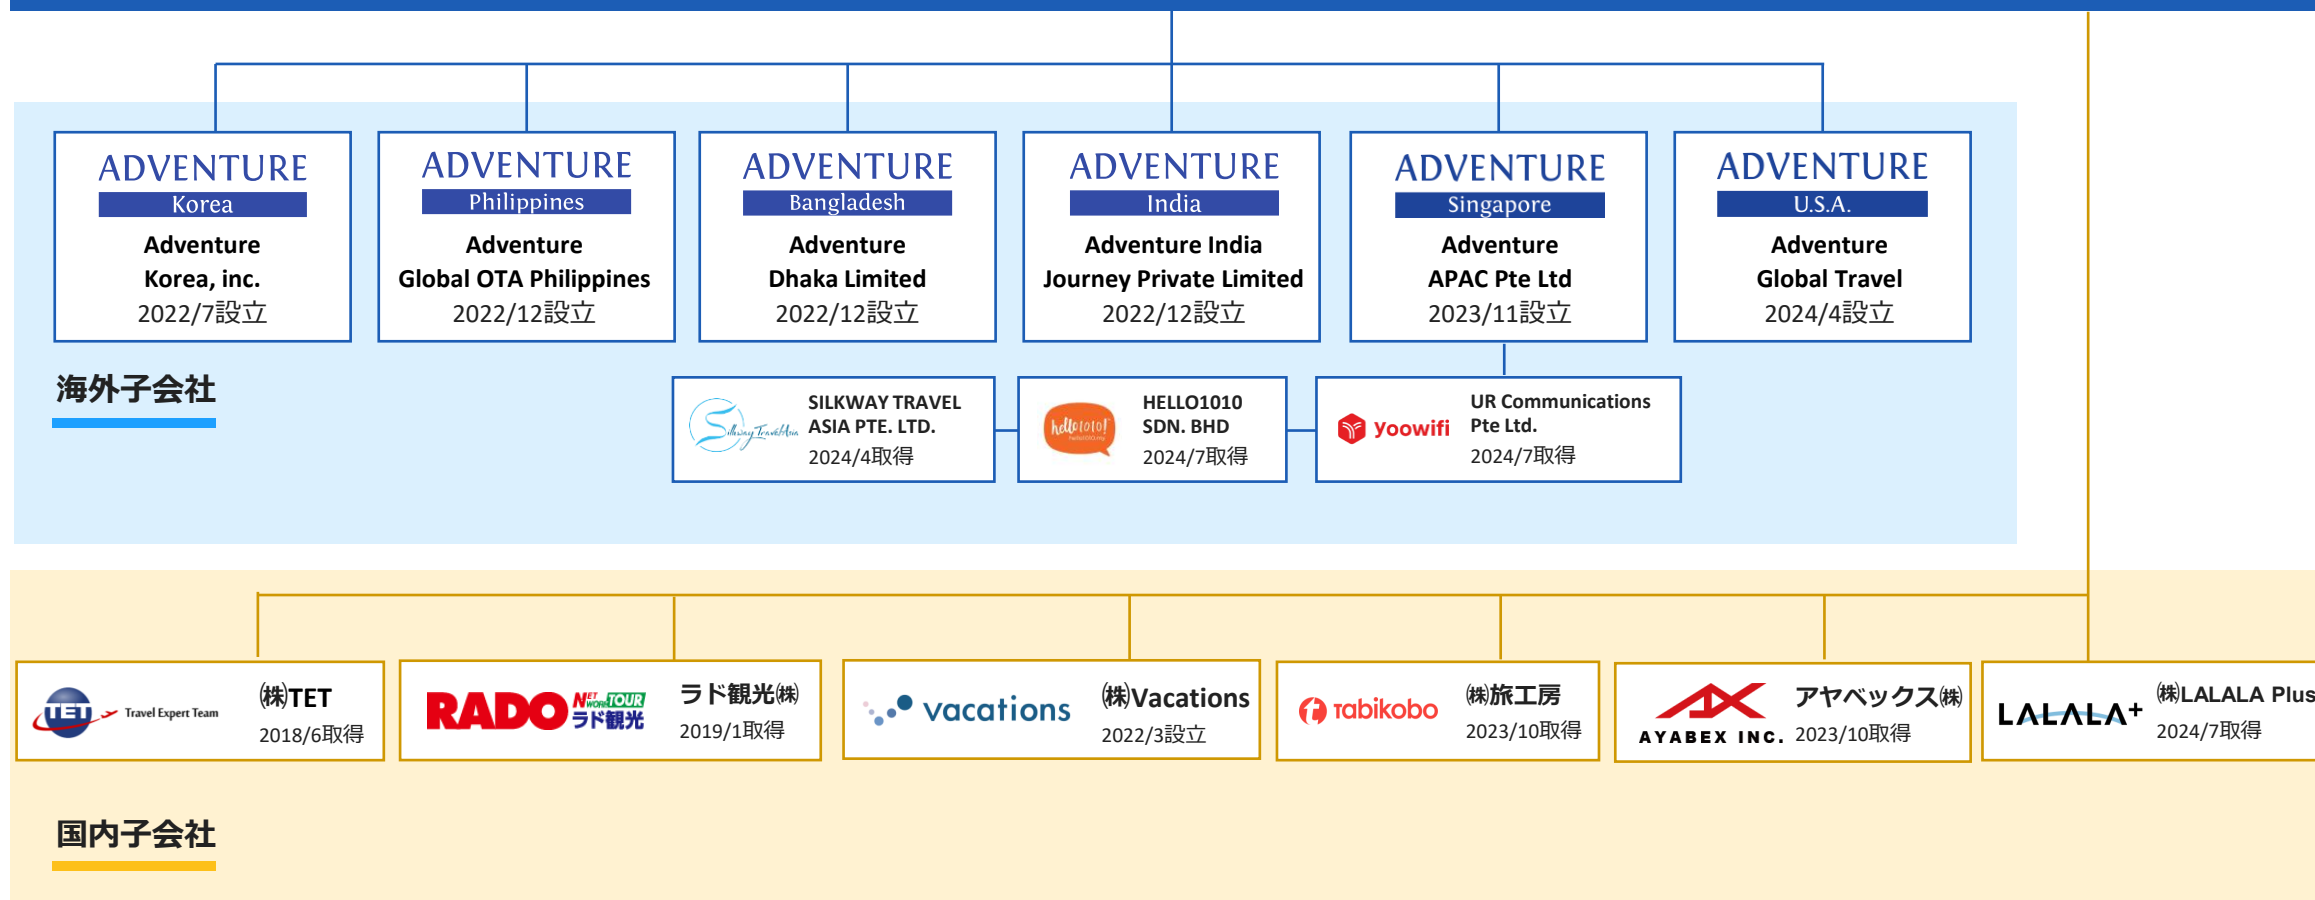 ADVENTURE
Korea
Adventure
Korea, inc.
2022/7設立
ADVENTURE
Philippines
Adventure
Global OTA Philippines
2022/12設立
ADVENTURE
Bangladesh
Adventure
Dhaka Limited
2022/12設立
ADVENTURE
India
Adventure India
Journey Private Limited
2022/12設立
ADVENTURE
Singapore
Adventure
APAC Pte Ltd
2023/11設立
ADVENTURE
U.S.A.
Adventure
Global Travel
2024/4設立
海外子会社
Silkway Travel Asia
SILKWAY TRAVEL
ASIA PTE. LTD.
2024/4取得
hello1010!
hello1010.my
HELLO1010
SDN. BHD
2024/7取得
yoowifi
UR Communications
Pte Ltd.
2024/7取得
TET Travel Expert Team
㈱TET
2018/6取得
RADO NET WORK TOUR ラド観光
ラド観光㈱
2019/1取得
vacations
㈱Vacations
2022/3設立
Tabikobo
㈱旅工房
2023/10取得
AX
AYABEX INC.
アヤベックス㈱
2023/10取得
LALALA+
㈱LALALA Plus
2024/7取得
国内子会社